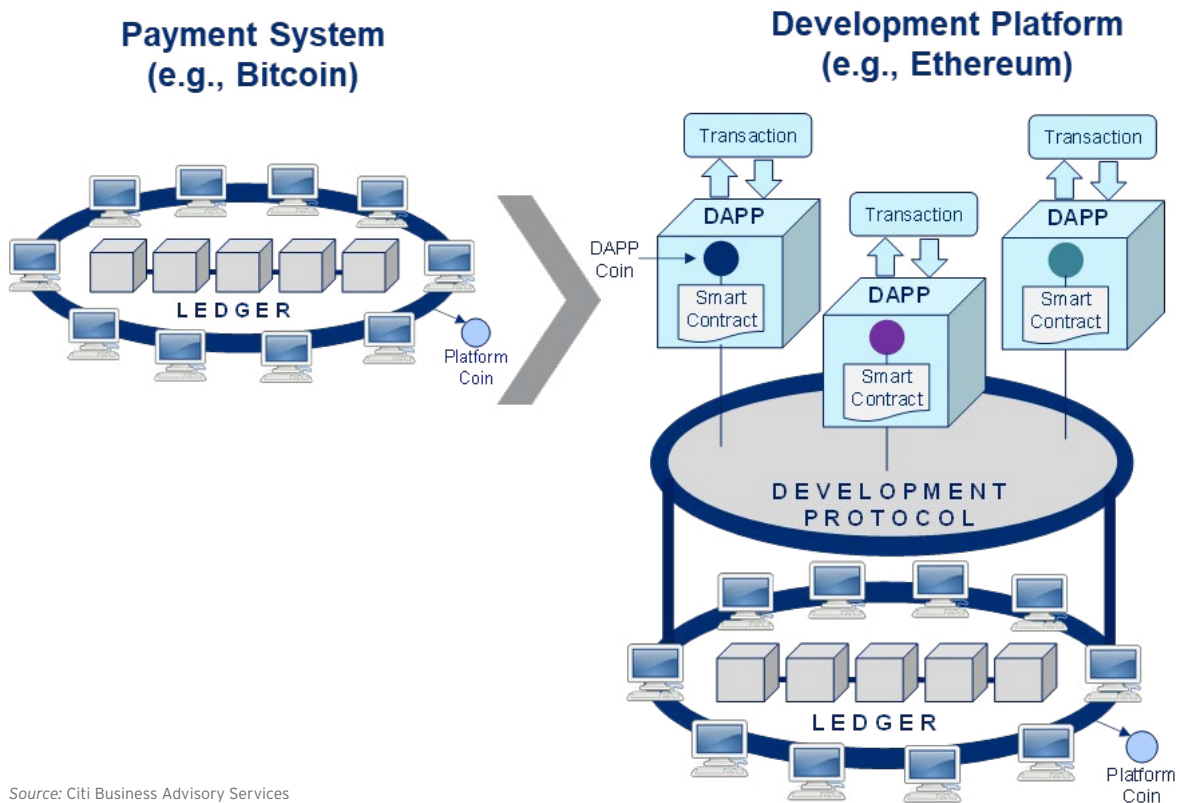 Payment System
(e.g., Bitcoin)
LEDGER
Platform
Coin
Development Platform
(e.g., Ethereum)
Transaction
DAPP
DAPP
Coin
Smart
Contract
Transaction
DAPP
Smart
Contract
Transaction
DAPP
Smart
Contract
DEVELOPMENT
PROTOCOL
LEDGER
Platform
Coin
Source: Citi Business Advisory Services